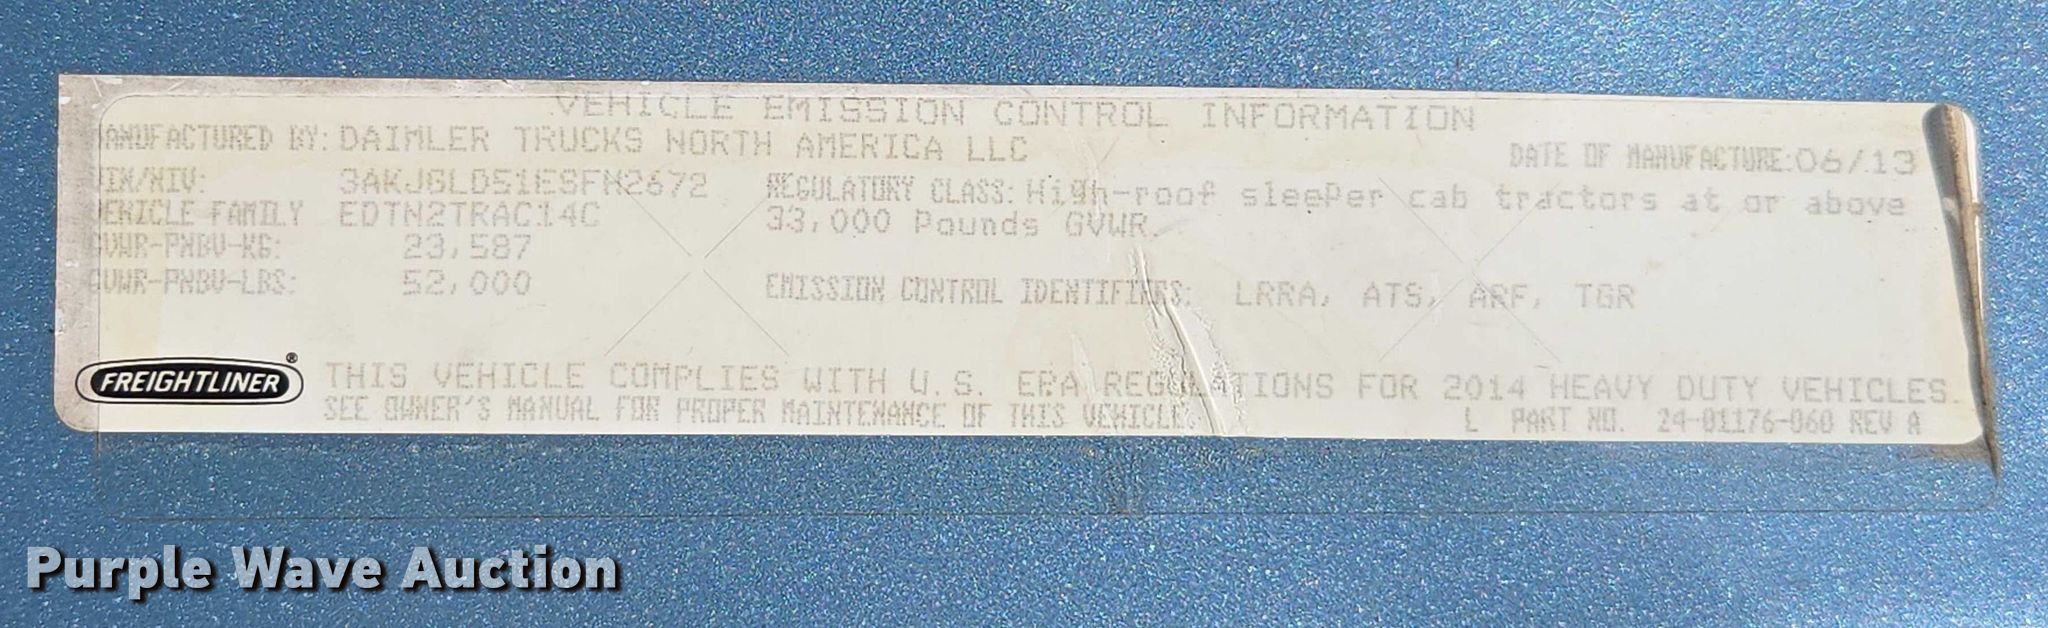 VEHICLE EMISSION CONTROL INFORMATION
MANUFACTURED BY: DAIMLER TRUCKS NORTH AMERICA LLC
DATE OF MANUFACTURE: 06/13
VIN/NIV: 3AKJGLD51ESFN2672
REGULATORY CLASS: High-roof sleeper cab tractors at or above
VEHICLE FAMILY EDTN2TRAC14C
33,000 Pounds GVWR.
GVWR-PNBV-KG: 23,587
GVWR-PNBV-LBS: 52,000
EMISSION CONTROL IDENTIFIERS: LRRA, ATS, ARF, TGR
FREIGHTLINER®
THIS VEHICLE COMPLIES WITH U.S. EPA REGULATIONS FOR 2014 HEAVY DUTY VEHICLES
SEE OWNER'S MANUAL FOR PROPER MAINTENANCE OF THIS VEHICLE.
L PART NO. 24-01176-060 REV A
Purple Wave Auction